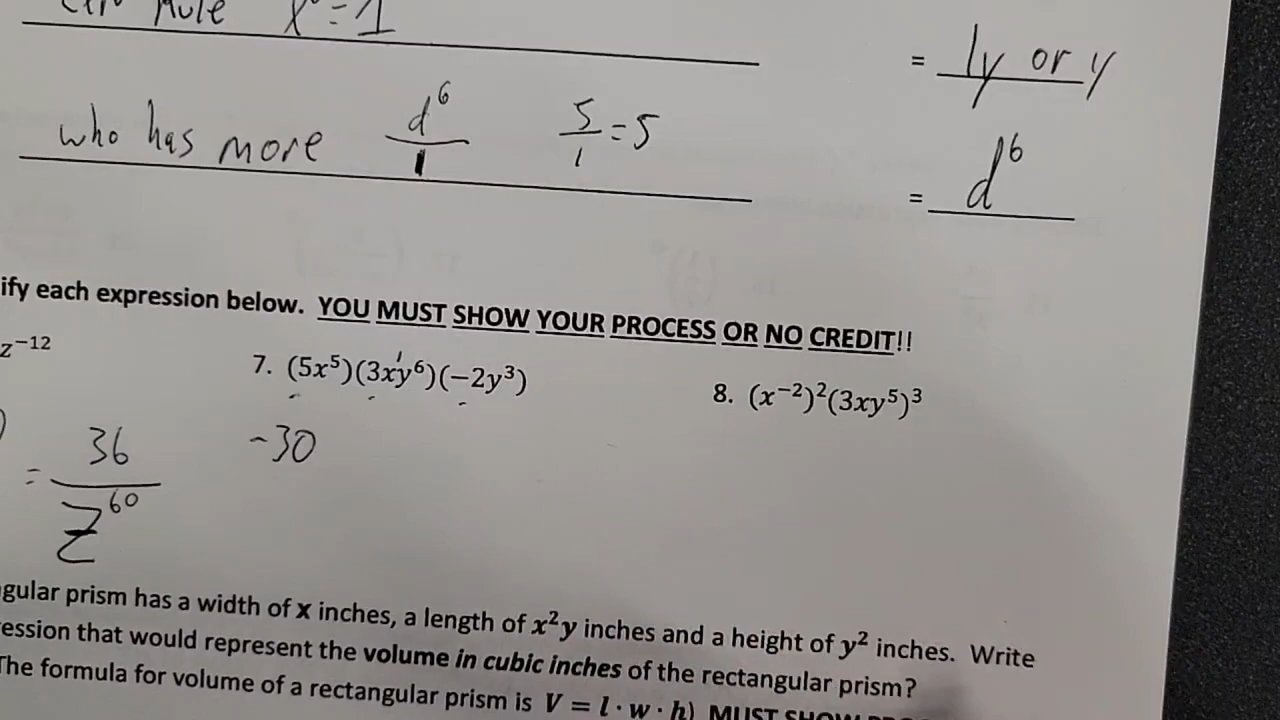 Rule x⁰ = 1
= 1y or y
who has more d⁶/1 5/1 = 5
= d⁶
ify each expression below. YOU MUST SHOW YOUR PROCESS OR NO CREDIT!!
z⁻¹²
7. (5x⁵)(3x¹y⁶)(−2y³)
8. (x⁻²)²(3xy⁵)³
) = 36/z⁶⁰
-30
gular prism has a width of x inches, a length of x²y inches and a height of y² inches. Write
ession that would represent the volume in cubic inches of the rectangular prism?
The formula for volume of a rectangular prism is V = l · w · h) MUST SHOW